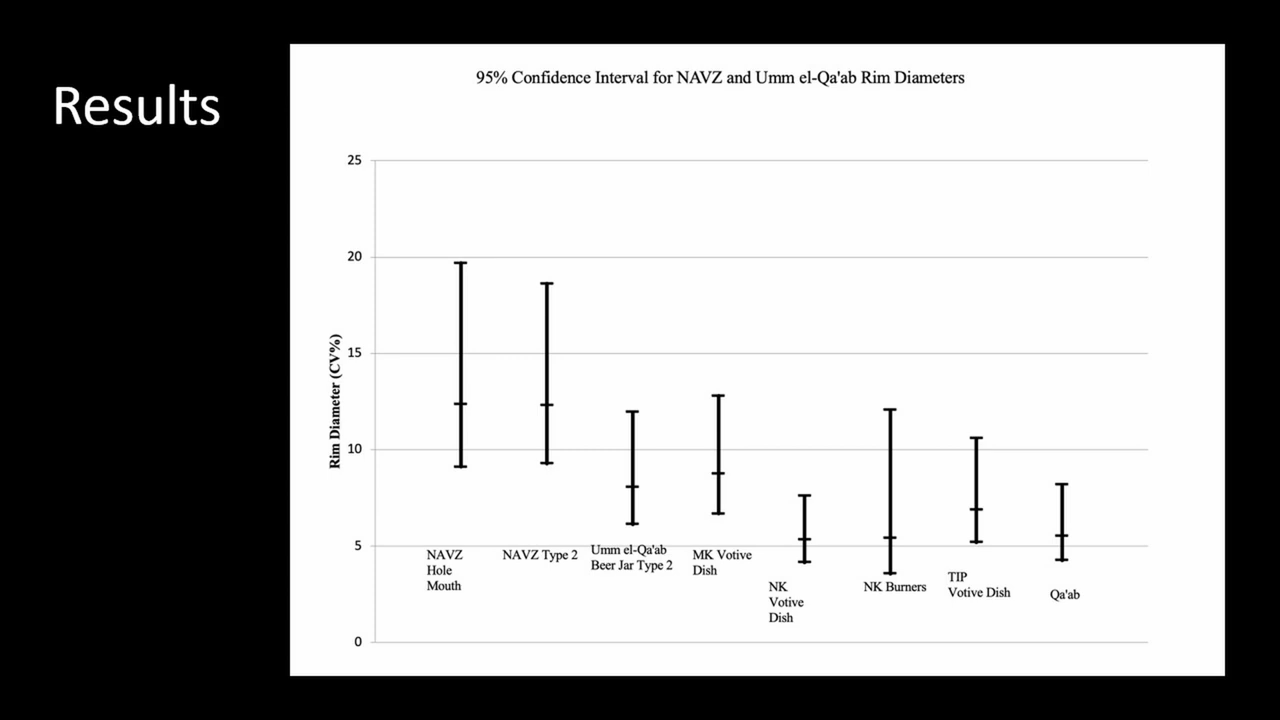 Results
95% Confidence Interval for NAVZ and Umm el-Qa'ab Rim Diameters
25
20
15
10
5
0
Rim Diameter (CV%)
NAVZ
Hole
Mouth
NAVZ Type 2
Umm el-Qa'ab
Beer Jar Type 2
MK Votive
Dish
NK
Votive
Dish
NK Burners
TIP
Votive Dish
Qa'ab